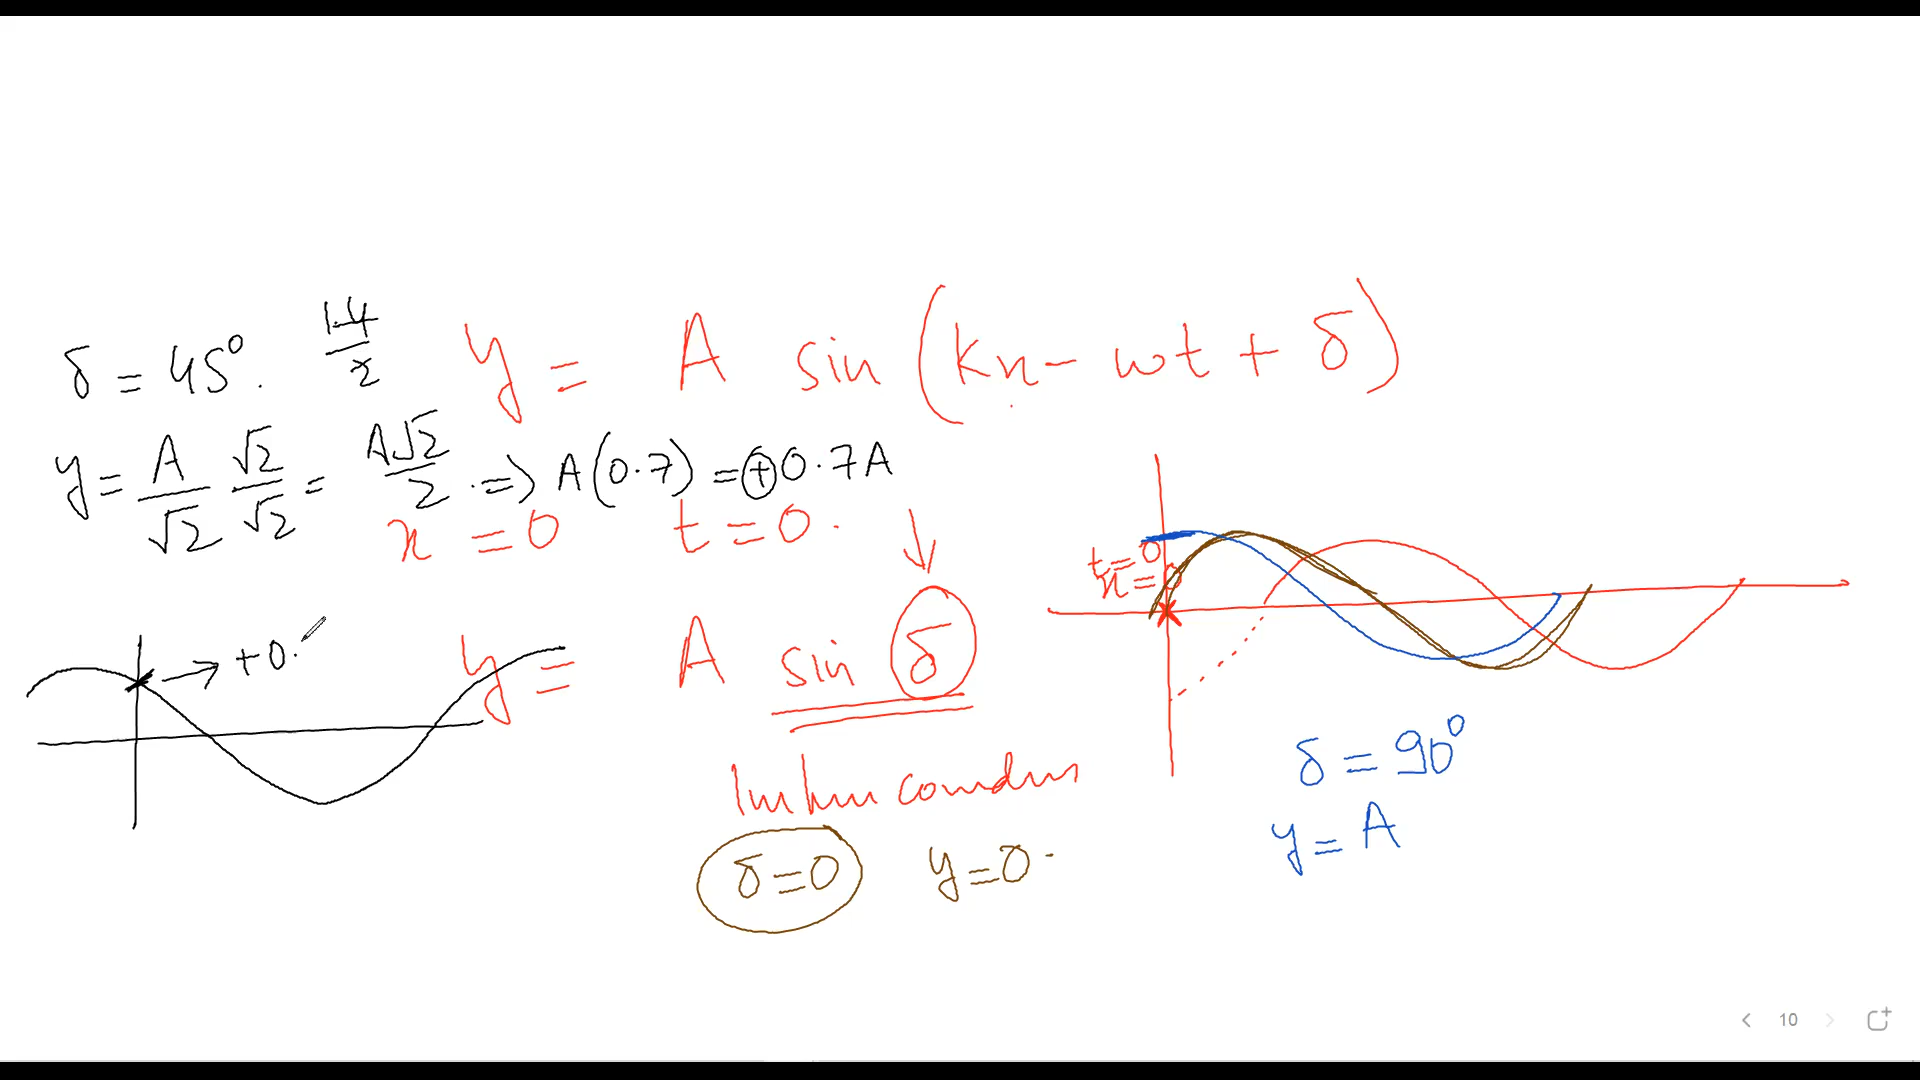 δ = 45°. 1.4/2
y = A sin (kx - wt + δ)
y = A/√2 √2/√2 = A√2/2 . => A(0.7) = +0.7A
x = 0 t = 0.
t = 0
x = 0
+0.
y = A sin δ
δ = 90°
y = A
δ = 0 y = 0.
10